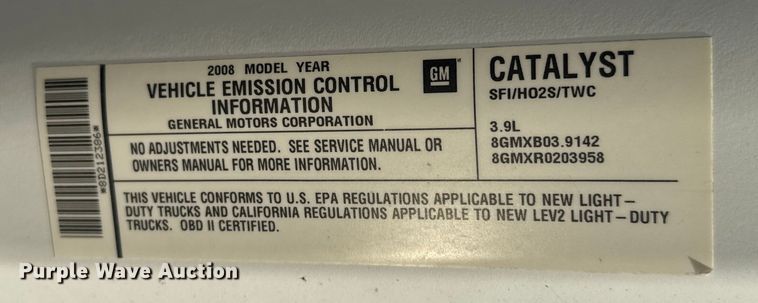 *8D212386*
2008 MODEL YEAR
VEHICLE EMISSION CONTROL
INFORMATION
GENERAL MOTORS CORPORATION
GM
NO ADJUSTMENTS NEEDED. SEE SERVICE MANUAL OR
OWNERS MANUAL FOR MORE INFORMATION.
CATALYST
SFI/HO2S/TWC
3.9L
8GMXB03.9142
8GMXR0203958
THIS VEHICLE CONFORMS TO U.S. EPA REGULATIONS APPLICABLE TO NEW LIGHT–
DUTY TRUCKS AND CALIFORNIA REGULATIONS APPLICABLE TO NEW LEV2 LIGHT–DUTY
TRUCKS. OBD II CERTIFIED.
Purple Wave Auction